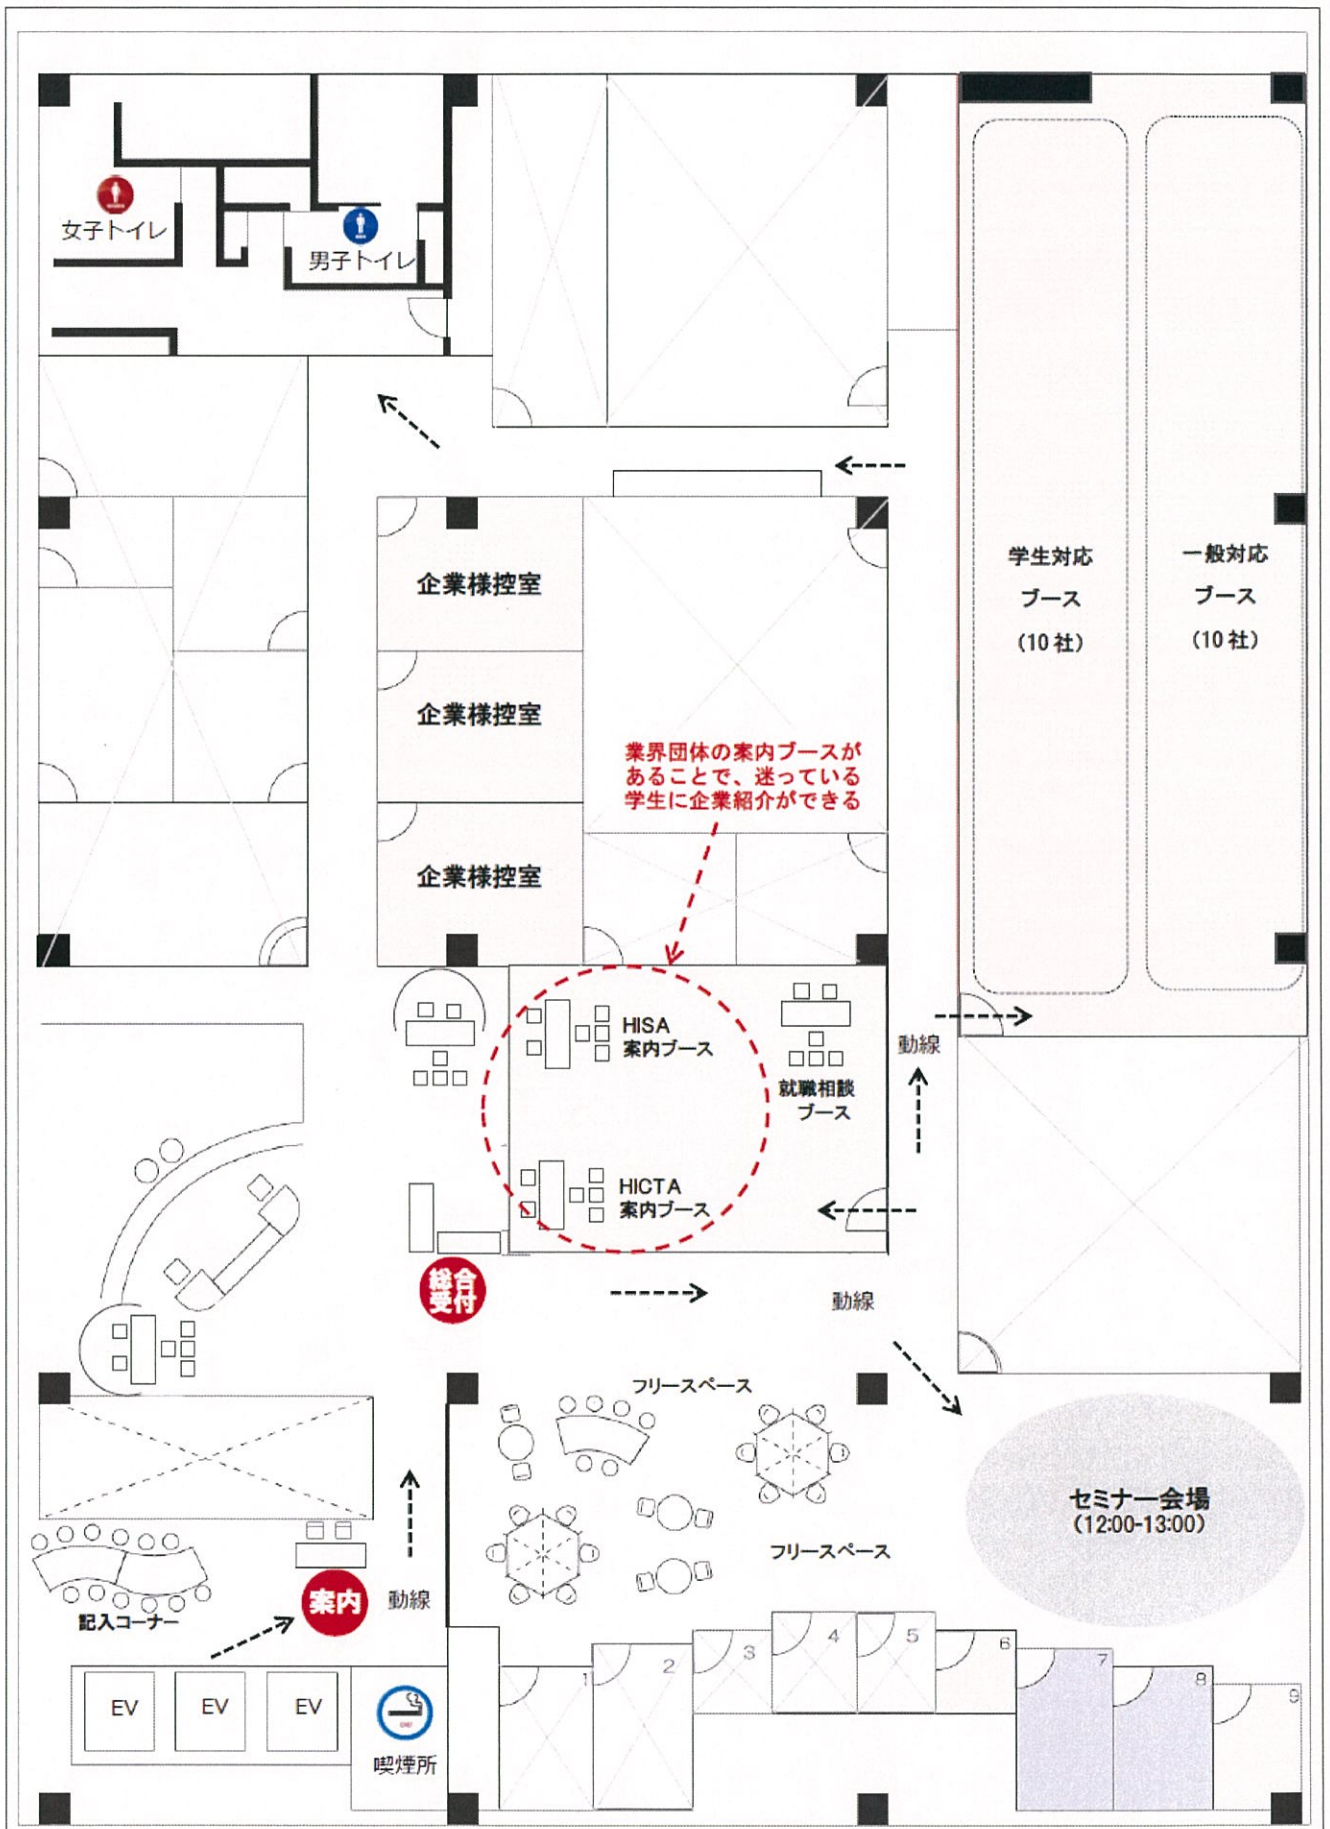 女子トイレ
男子トイレ
学生対応
ブース
（10社）
一般対応
ブース
（10社）
企業様控室
企業様控室
業界団体の案内ブースが
あることで、迷っている
学生に企業紹介ができる
企業様控室
HISA
案内ブース
就職相談
ブース
動線
HICTA
案内ブース
総合
受付
動線
フリースペース
セミナー会場
（12:00-13:00）
フリースペース
案内
動線
記入コーナー
1
2
3
4
5
6
7
8
9
EV
EV
EV
喫煙所